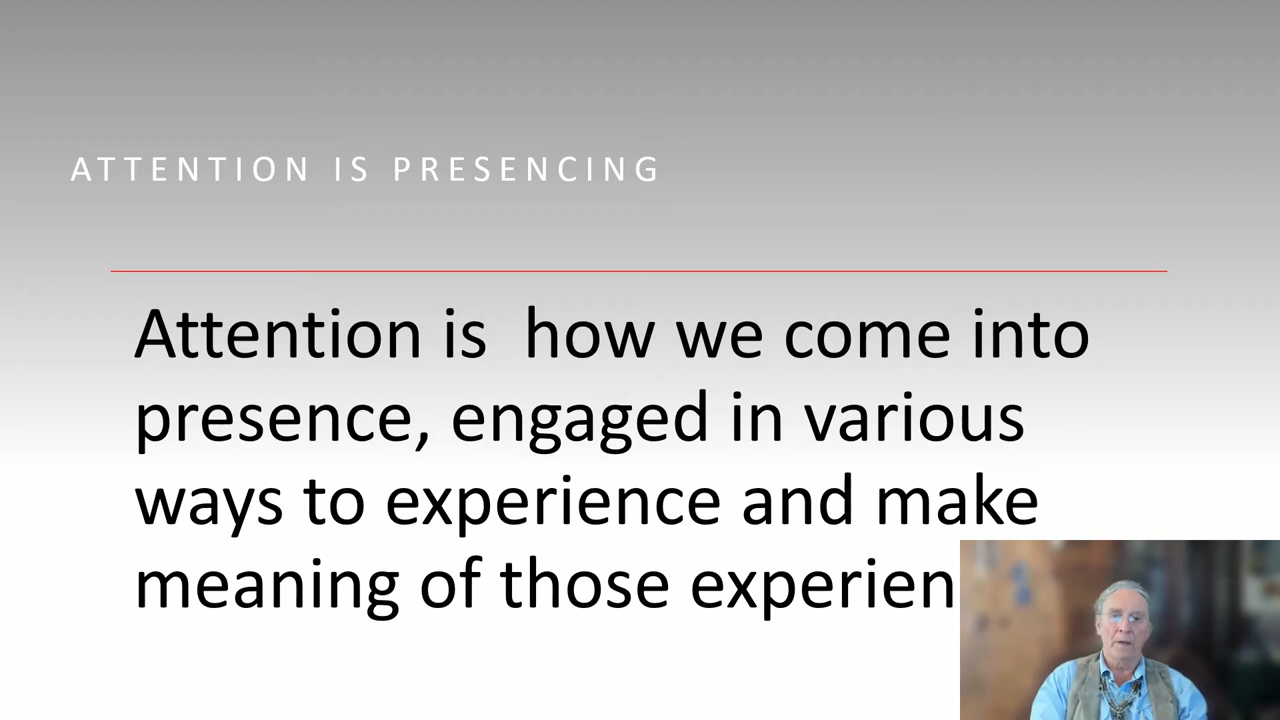 ATTENTION IS PRESENCING
Attention is  how we come into
presence, engaged in various
ways to experience and make
meaning of those experien